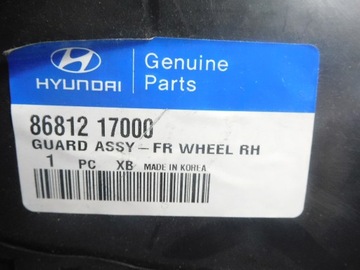 HYUNDAI
Genuine
Parts
86812 17000
GUARD ASSY-FR WHEEL RH
1 PC XB MADE IN KOREA